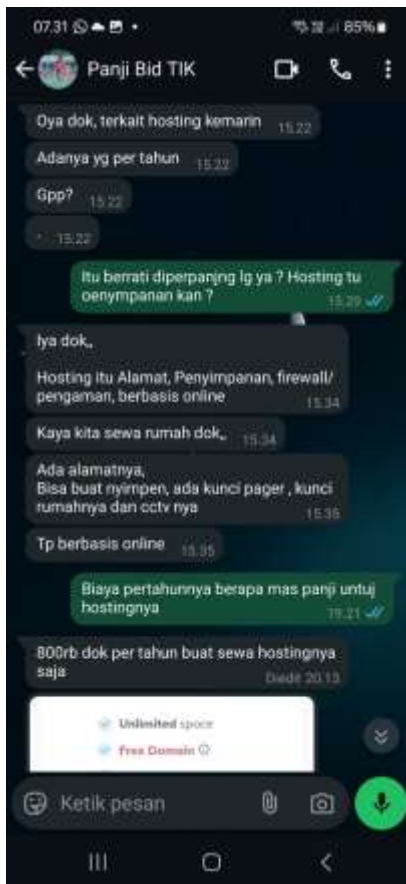 07.31
85%
Panji Bid TIK
Oya dok, terkait hosting kemarin 15.22
Adanya yg per tahun 15.22
Gpp? 15.22
. 15.22
Itu berrati diperpanjng lg ya ? Hosting tu
oenympanan kan ? 15.29
Iya dok,,
Hosting itu Alamat, Penyimpanan, firewall/
pengaman, berbasis online 15.34
Kaya kita sewa rumah dok,, 15.34
Ada alamatnya,
Bisa buat nyimpen, ada kunci pager , kunci
rumahnya dan cctv nya 15.35
Tp berbasis online 15.35
Biaya pertahunnya berapa mas panji untuj
hostingnya 19.21
800rb dok per tahun buat sewa hostingnya
saja Diedit 20.13
Unlimited space
Free Domain
Ketik pesan